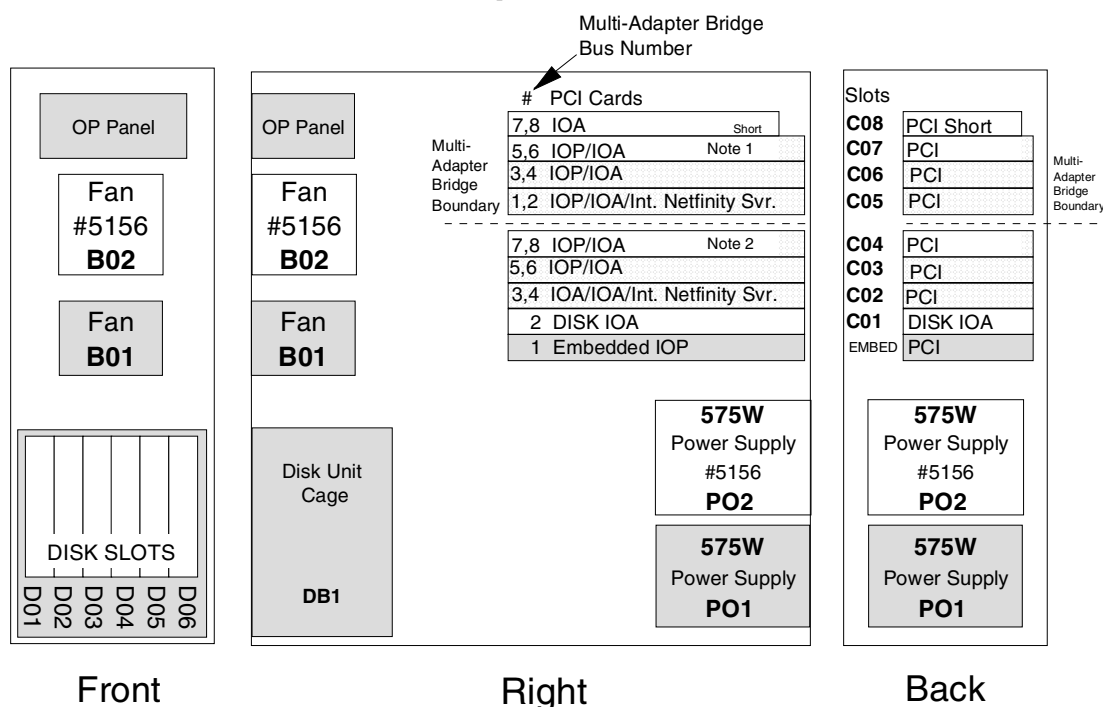 Multi-Adapter Bridge
Bus Number
OP Panel
Fan
#5156
B02
Fan
B01
DISK SLOTS
D01
D02
D03
D04
D05
D06
Front
OP Panel
Fan
#5156
B02
Fan
B01
Disk Unit
Cage
DB1
# PCI Cards
7,8 IOA Short
Multi-
Adapter
Bridge
Boundary
5,6 IOP/IOA Note 1
3,4 IOP/IOA
1,2 IOP/IOA/Int. Netfinity Svr.
7,8 IOP/IOA Note 2
5,6 IOP/IOA
3,4 IOA/IOA/Int. Netfinity Svr.
2 DISK IOA
1 Embedded IOP
575W
Power Supply
#5156
PO2
575W
Power Supply
PO1
Right
Slots
C08 PCI Short
C07 PCI
C06 PCI
C05 PCI
Multi-
Adapter
Bridge
Boundary
C04 PCI
C03 PCI
C02 PCI
C01 DISK IOA
EMBED PCI
575W
Power Supply
#5156
PO2
575W
Power Supply
PO1
Back